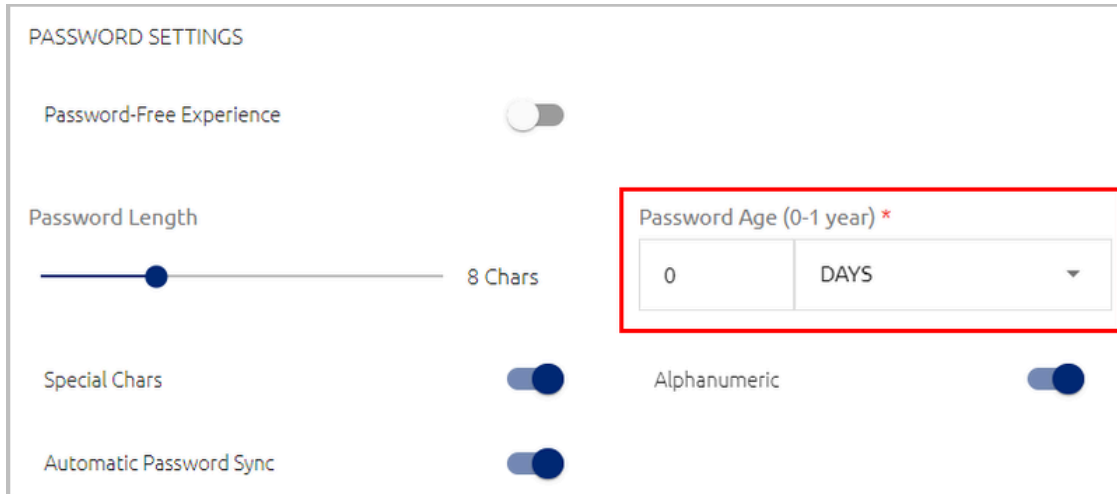 PASSWORD SETTINGS
Password-Free Experience
Password Length
Password Age (0-1 year) *
8 Chars
0
DAYS
Special Chars
Alphanumeric
Automatic Password Sync